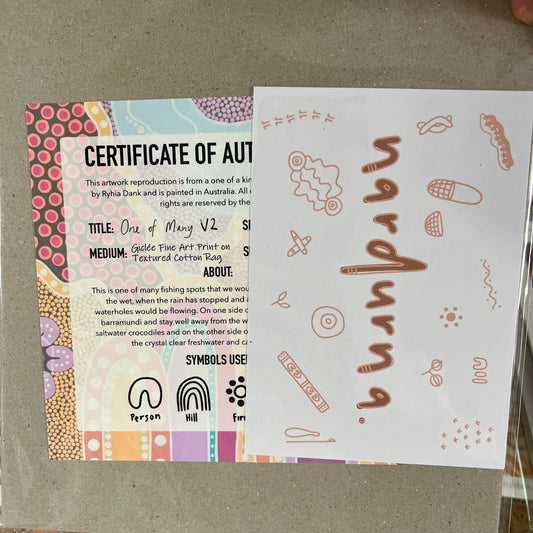 CERTIFICATE OF AUT
This artwork reproduction is from a one of a kin
by Ryhia Dank and is painted in Australia. All
rights are reserved by the
TITLE: One of Many V2
MEDIUM: Giclée Fine Art Print on
Textured Cotton Rag
ABOUT:
This is one of many fishing spots that we wou
the wet, when the rain has stopped and a
waterholes would be flowing. On one side o
barramundi and stay well away from the w
saltwater crocodiles and on the other side o
the crystal clear freshwater and c
SYMBOLS USE
Person
Hill
Fir
nardurna.